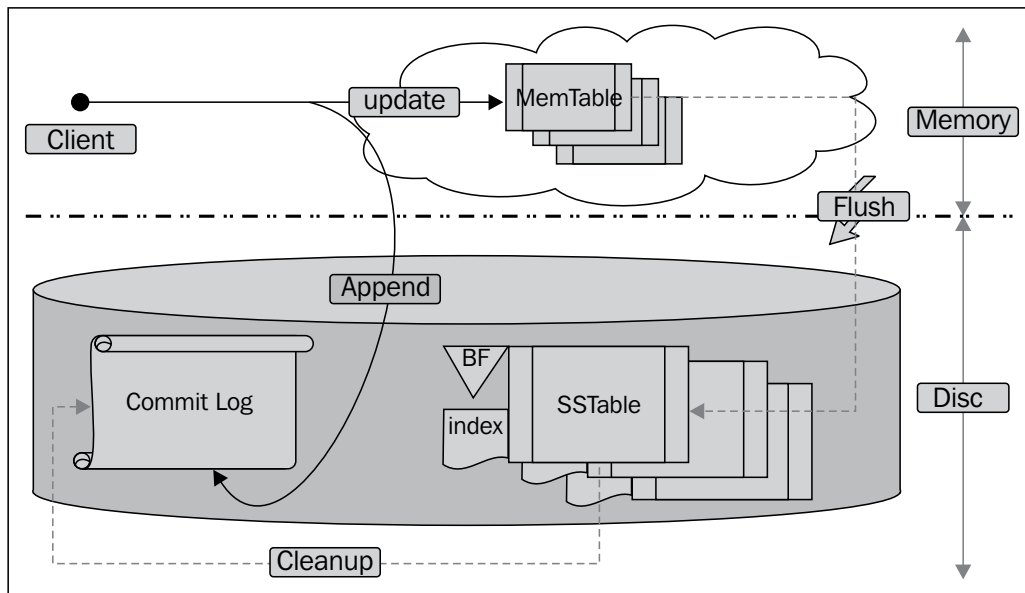 update
MemTable
Client
Memory
Flush
Append
BF
Commit Log
SSTable
Disc
index
Cleanup